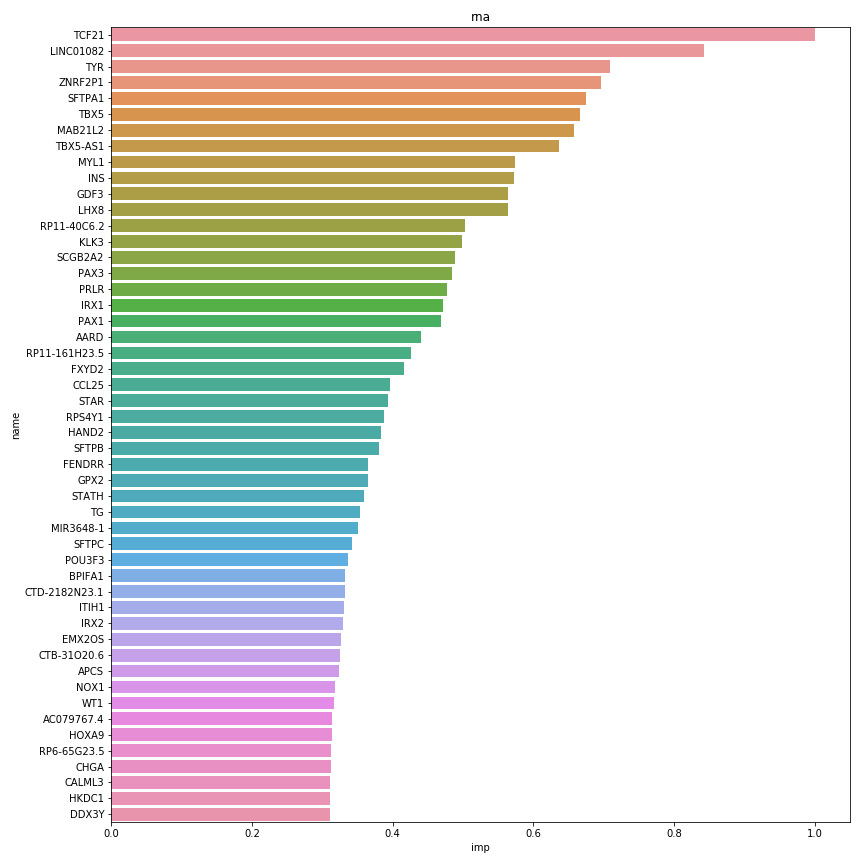 rna
TCF21
LINC01082
TYR
ZNRF2P1
SFTPA1
TBX5
MAB21L2
TBX5-AS1
MYL1
INS
GDF3
LHX8
RP11-40C6.2
KLK3
SCGB2A2
PAX3
PRLR
IRX1
PAX1
AARD
RP11-161H23.5
FXYD2
CCL25
STAR
RPS4Y1
HAND2
SFTPB
FENDRR
GPX2
STATH
TG
MIR3648-1
SFTPC
POU3F3
BPIFA1
CTD-2182N23.1
ITIH1
IRX2
EMX2OS
CTB-31O20.6
APCS
NOX1
WT1
AC079767.4
HOXA9
RP6-65G23.5
CHGA
CALML3
HKDC1
DDX3Y
name
0.0 0.2 0.4 0.6 0.8 1.0
imp